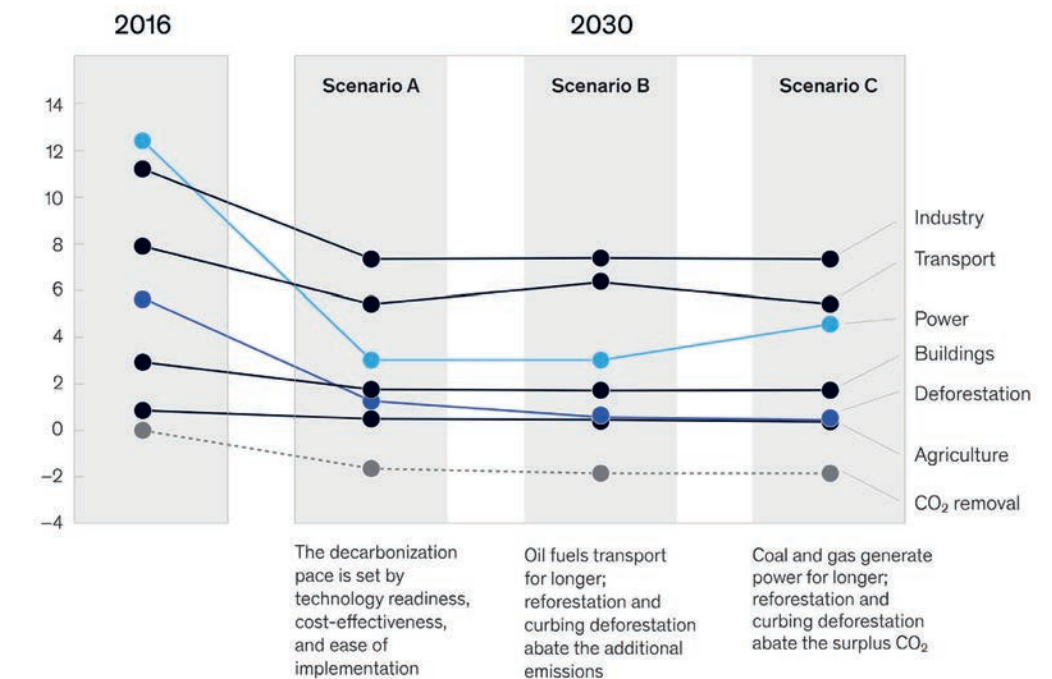 2016
2030
Scenario A
Scenario B
Scenario C
14
12
10
8
6
4
2
0
−2
−4
Industry
Transport
Power
Buildings
Deforestation
Agriculture
CO₂ removal
The decarbonization
pace is set by
technology readiness,
cost-effectiveness,
and ease of
implementation
Oil fuels transport
for longer;
reforestation and
curbing deforestation
abate the additional
emissions
Coal and gas generate
power for longer;
reforestation and
curbing deforestation
abate the surplus CO₂